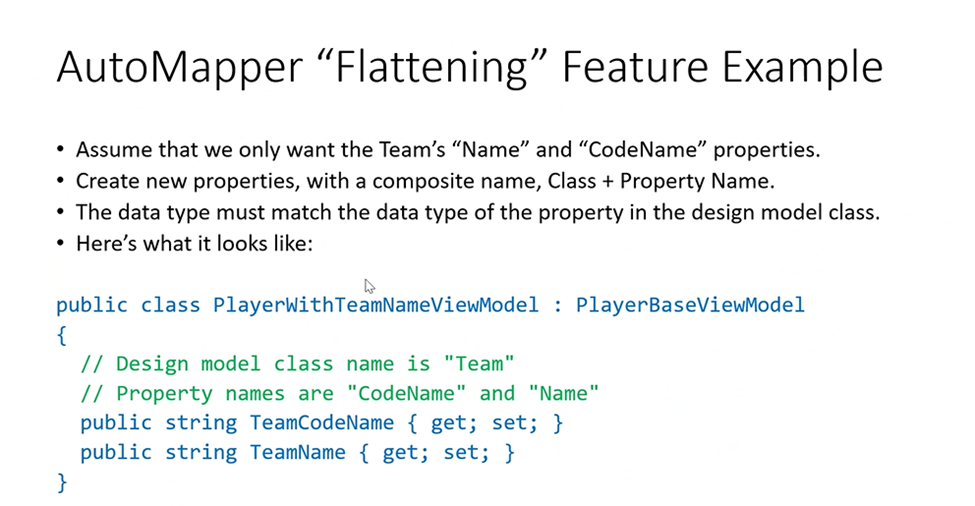 AutoMapper “Flattening” Feature Example
• Assume that we only want the Team’s “Name” and “CodeName” properties.
• Create new properties, with a composite name, Class + Property Name.
• The data type must match the data type of the property in the design model class.
• Here’s what it looks like:
public class PlayerWithTeamNameViewModel : PlayerBaseViewModel
{
// Design model class name is "Team"
// Property names are "CodeName" and "Name"
public string TeamCodeName { get; set; }
public string TeamName { get; set; }
}